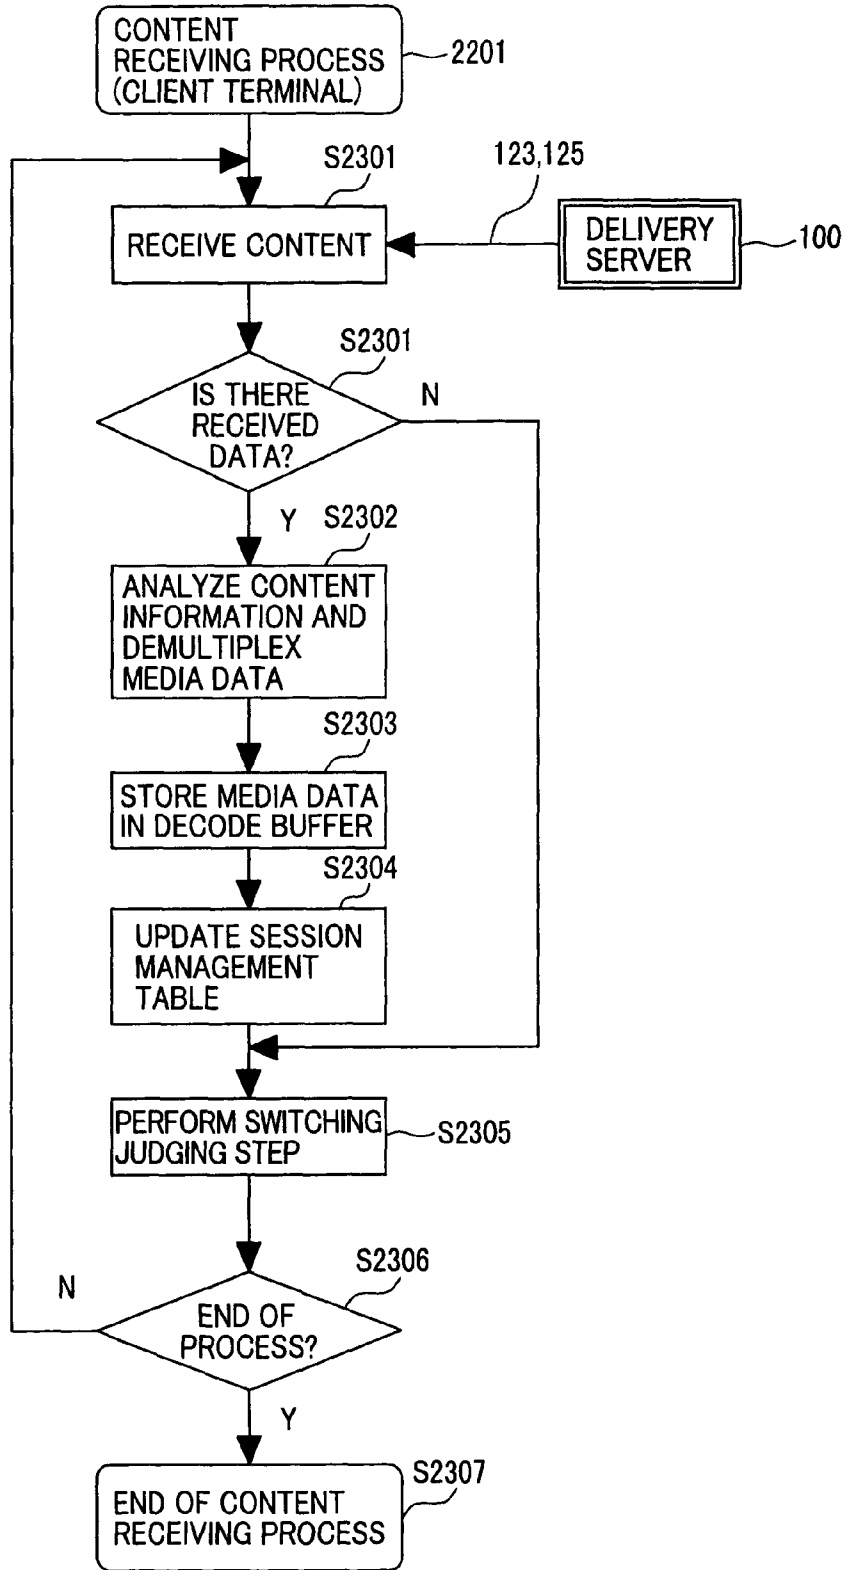 CONTENT
RECEIVING PROCESS
(CLIENT TERMINAL)
2201
S2301
123,125
RECEIVE CONTENT
DELIVERY
SERVER
100
S2301
IS THERE
RECEIVED
DATA?
N
Y
S2302
ANALYZE CONTENT
INFORMATION AND
DEMULTIPLEX
MEDIA DATA
S2303
STORE MEDIA DATA
IN DECODE BUFFER
S2304
UPDATE SESSION
MANAGEMENT
TABLE
PERFORM SWITCHING
JUDGING STEP
S2305
S2306
N
END OF
PROCESS?
Y
S2307
END OF CONTENT
RECEIVING PROCESS